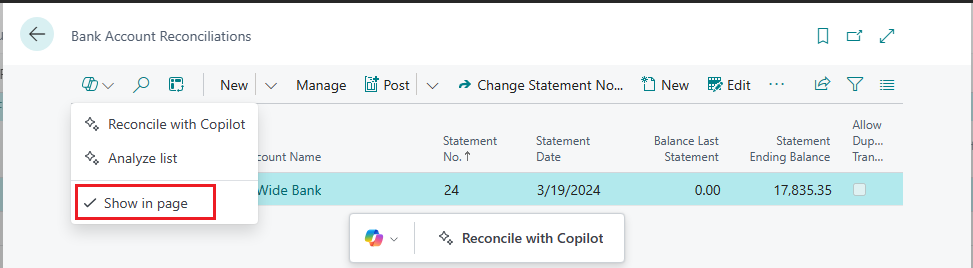 Bank Account Reconciliations
New Manage Post Change Statement No... New Edit ...
Reconcile with Copilot
Analyze list
Show in page
count Name Statement No. ↑ Statement Date Balance Last Statement Statement Ending Balance Allow Dup... Tran...
Wide Bank 24 3/19/2024 0.00 17,835.35
Reconcile with Copilot